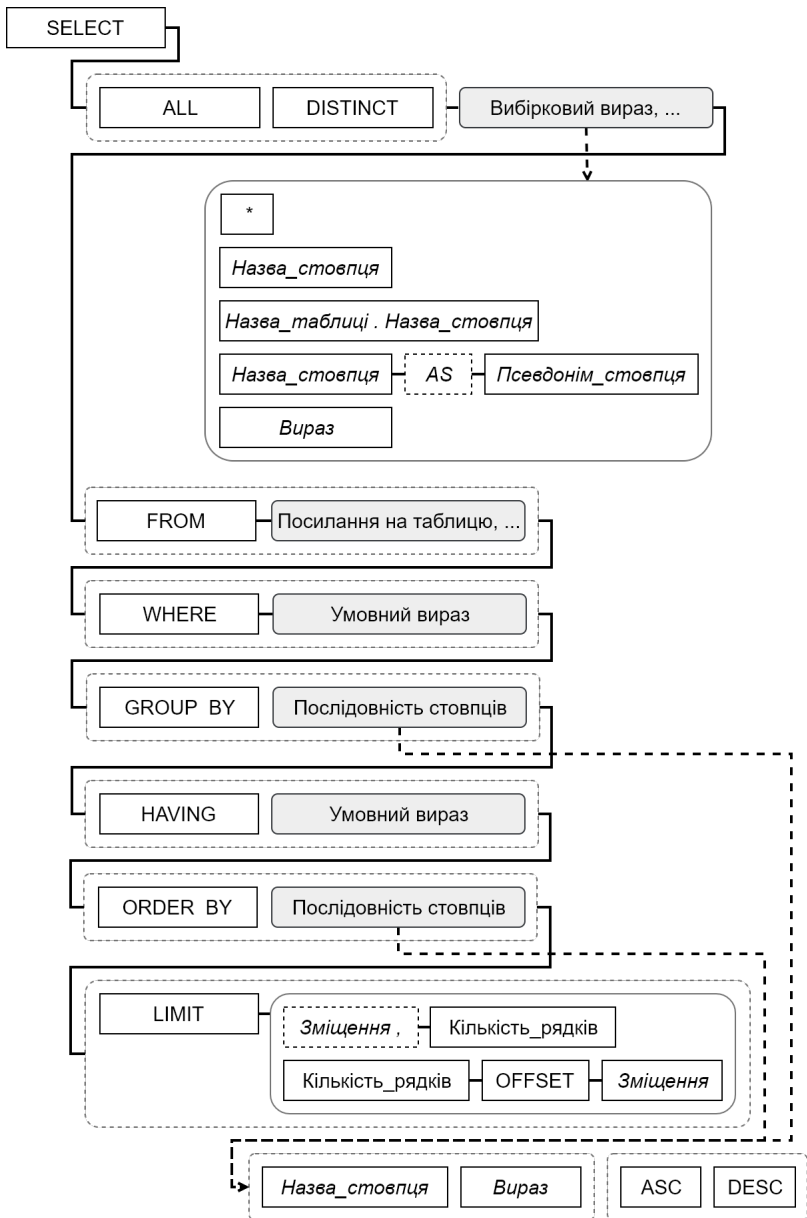 SELECT
ALL DISTINCT Вибірковий вираз, ...
*
Назва_стовпця
Назва_таблиці . Назва_стовпця
Назва_стовпця AS Псевдонім_стовпця
Вираз
FROM Посилання на таблицю, ...
WHERE Умовний вираз
GROUP BY Послідовність стовпців
HAVING Умовний вираз
ORDER BY Послідовність стовпців
LIMIT Зміщення , Кількість_рядків
Кількість_рядків OFFSET Зміщення
Назва_стовпця Вираз ASC DESC